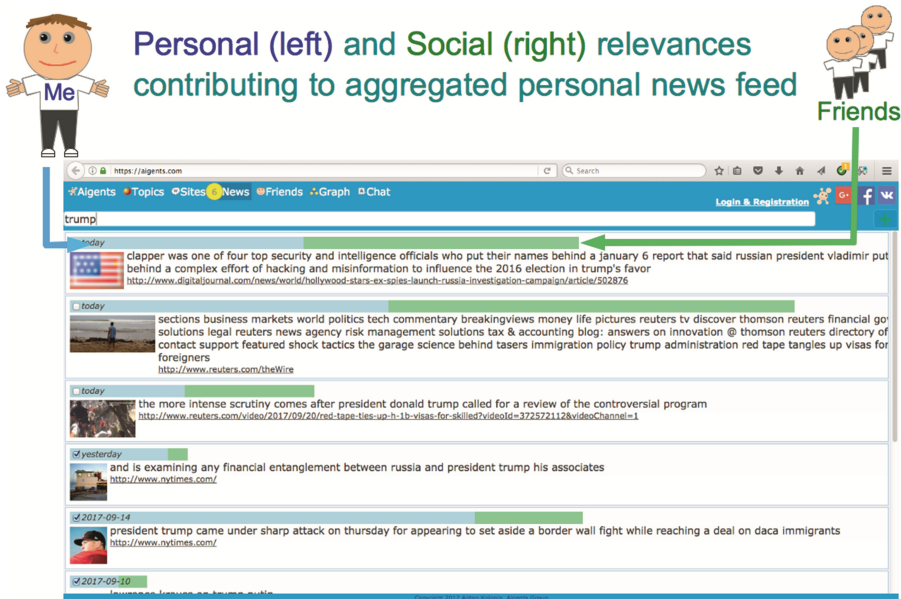 Personal (left) and Social (right) relevances
contributing to aggregated personal news feed
Me
Friends
https://aigents.com
Search
Aigents Topics Sites 6 News Friends Graph Chat
Login & Registration
G+ f
trump
today
clapper was one of four top security and intelligence officials who put their names behind a january 6 report that said russian president vladimir put
behind a complex effort of hacking and misinformation to influence the 2016 election in trump's favor
http://www.digitaljournal.com/news/world/hollywood-stars-ex-spies-launch-russia-investigation-campaign/article/502876
today
sections business markets world politics tech commentary breakingviews money life pictures reuters tv discover thomson reuters financial gov
solutions legal reuters news agency risk management solutions tax & accounting blog: answers on innovation @ thomson reuters directory of
contact support featured shock tactics the garage science behind tasers immigration policy trump administration red tape tangles up visas for
foreigners
http://www.reuters.com/theWire
today
the more intense scrutiny comes after president donald trump called for a review of the controversial program
http://www.reuters.com/video/2017/09/20/red-tape-ties-up-h-1b-visas-for-skilled?videoId=372572112&videoChannel=1
yesterday
and is examining any financial entanglement between russia and president trump his associates
http://www.nytimes.com/
2017-09-14
president trump came under sharp attack on thursday for appearing to set aside a border wall fight while reaching a deal on daca immigrants
http://www.nytimes.com/
2017-09-10